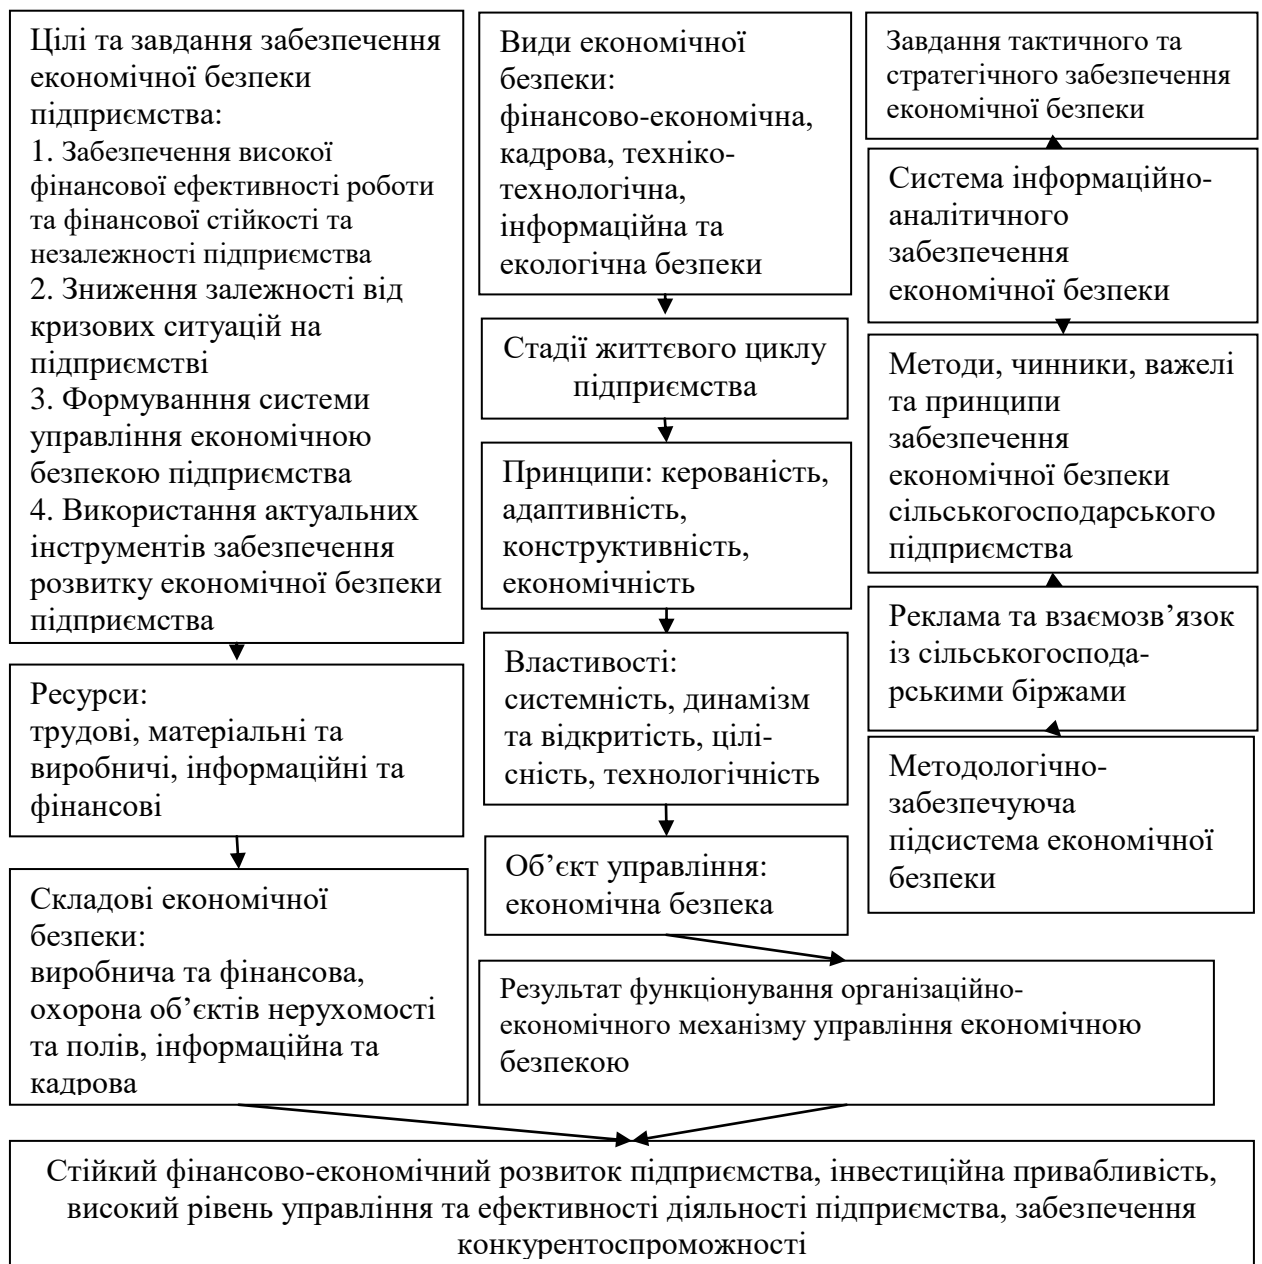 Цілі та завдання забезпечення
економічної безпеки
підприємства:
1. Забезпечення високої
фінансової ефективності роботи
та фінансової стійкості та
незалежності підприємства
2. Зниження залежності від
кризових ситуацій на
підприємстві
3. Формуванння системи
управління економічною
безпекою підприємства
4. Використання актуальних
інструментів забезпечення
розвитку економічної безпеки
підприємства
Ресурси:
трудові, матеріальні та
виробничі, інформаційні та
фінансові
Складові економічної
безпеки:
виробнича та фінансова,
охорона об’єктів нерухомості
та полів, інформаційна та
кадрова
Види економічної
безпеки:
фінансово-економічна,
кадрова, техніко-
технологічна,
інформаційна та
екологічна безпеки
Стадії життєвого циклу
підприємства
Принципи: керованість,
адаптивність,
конструктивність,
економічність
Властивості:
системність, динамізм
та відкритість, цілі-
сність, технологічність
Об’єкт управління:
економічна безпека
Результат функціонування організаційно-
економічного механізму управління економічною
безпекою
Завдання тактичного та
стратегічного забезпечення
економічної безпеки
Система інформаційно-
аналітичного
забезпечення
економічної безпеки
Методи, чинники, важелі
та принципи
забезпечення
економічної безпеки
сільськогосподарського
підприємства
Реклама та взаємозв’язок
із сільськогоспода-
рськими біржами
Методологічно-
забезпечуюча
підсистема економічної
безпеки
Стійкий фінансово-економічний розвиток підприємства, інвестиційна привабливість,
високий рівень управління та ефективності діяльності підприємства, забезпечення
конкурентоспроможності